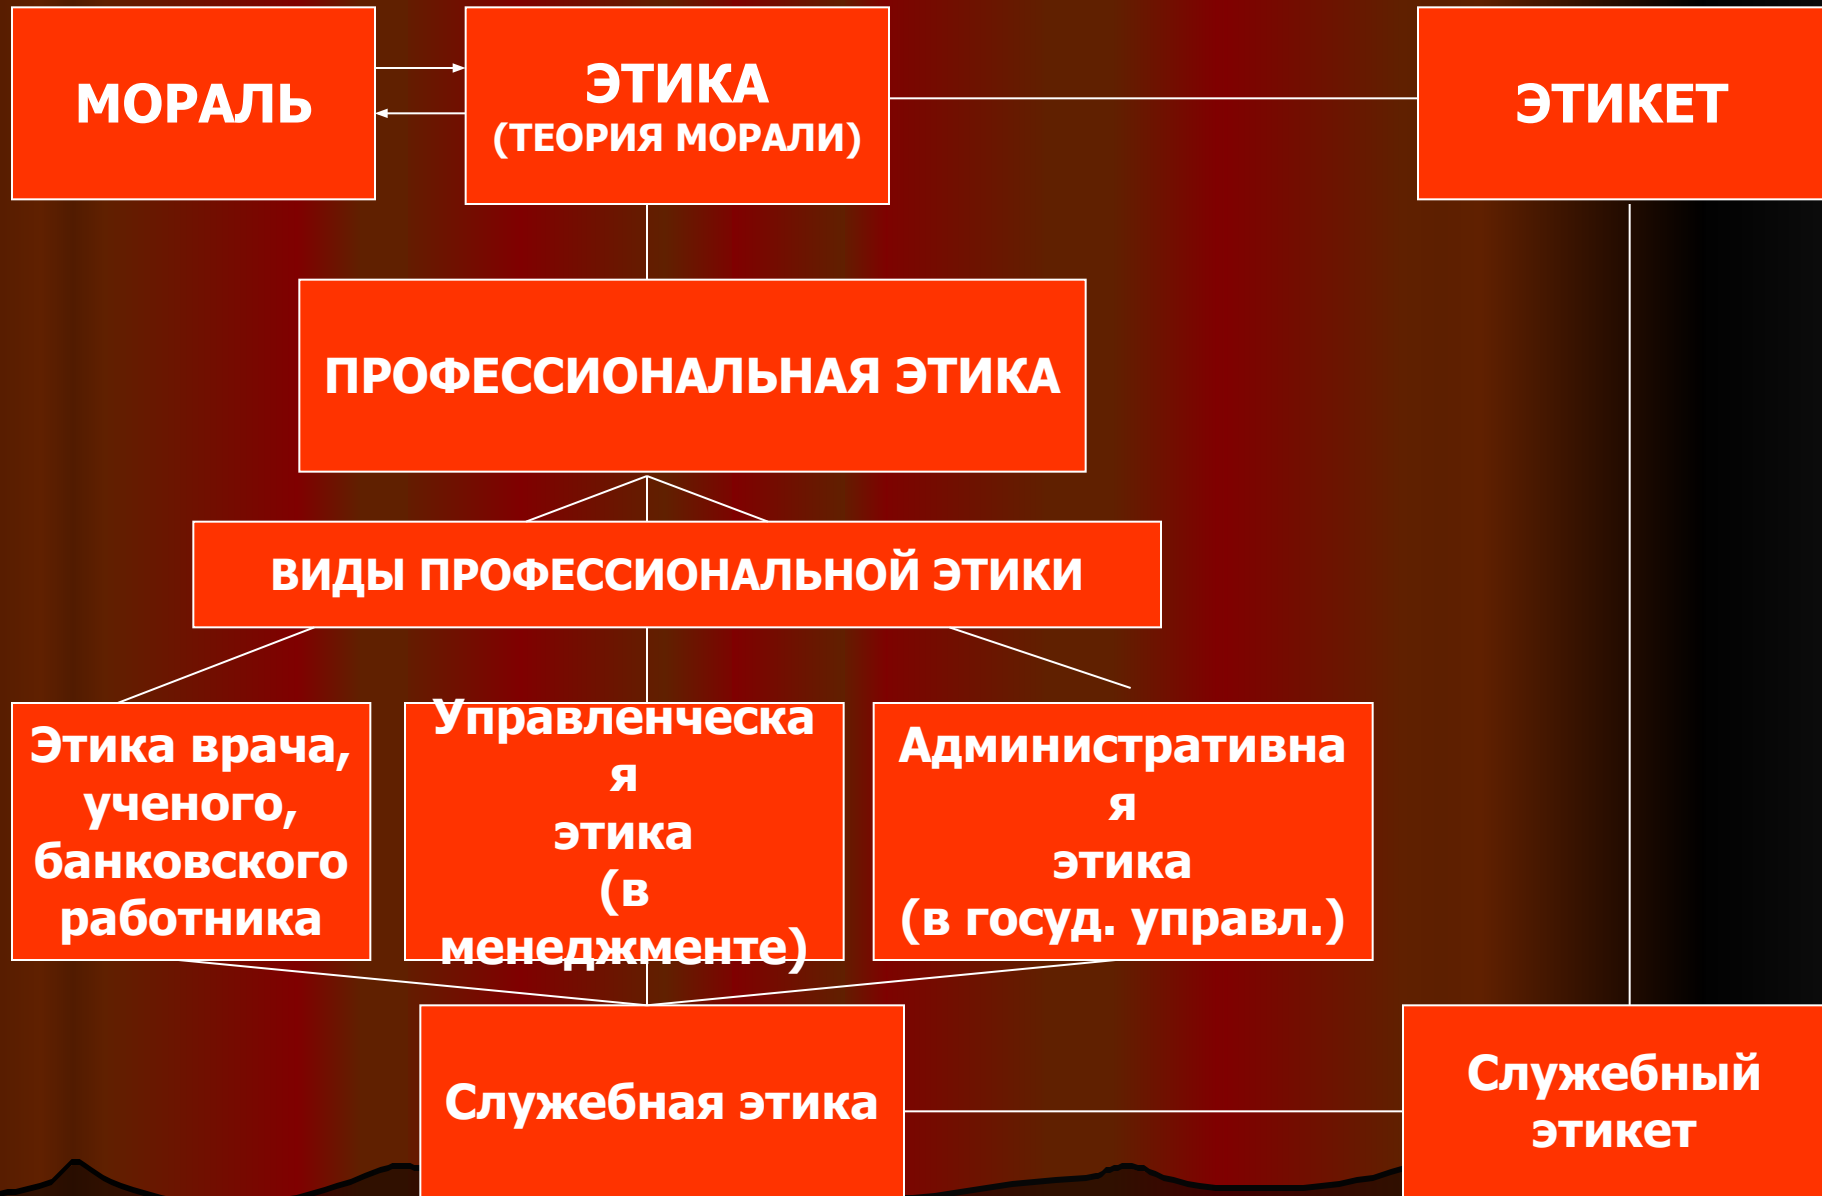 МОРАЛЬ
ЭТИКА
(ТЕОРИЯ МОРАЛИ)
ЭТИКЕТ
ПРОФЕССИОНАЛЬНАЯ ЭТИКА
ВИДЫ ПРОФЕССИОНАЛЬНОЙ ЭТИКИ
Этика врача,
ученого,
банковского
работника
Управленческа
я
этика
(в
менеджменте)
Административна
я
этика
(в госуд. управл.)
Служебная этика
Служебный
этикет